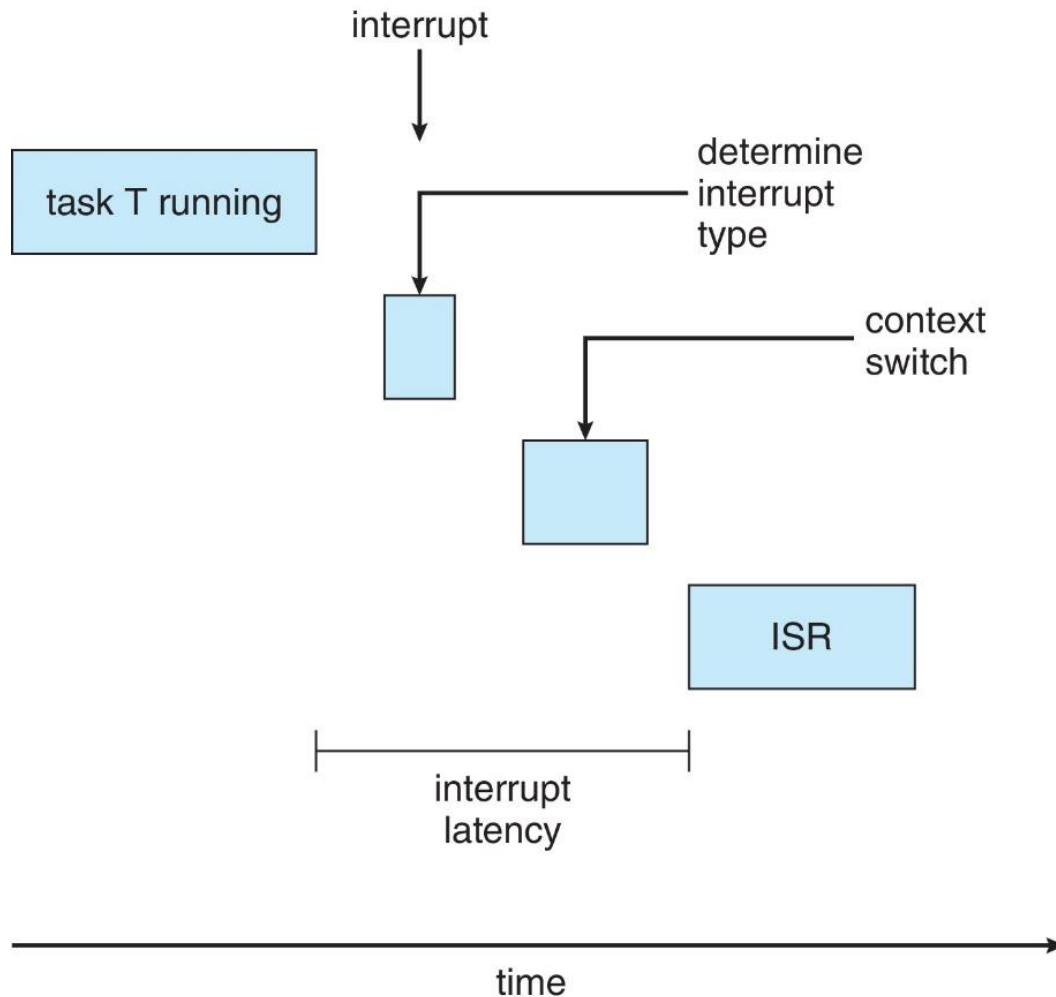 interrupt
task T running
determine
interrupt
type
context
switch
ISR
interrupt
latency
time